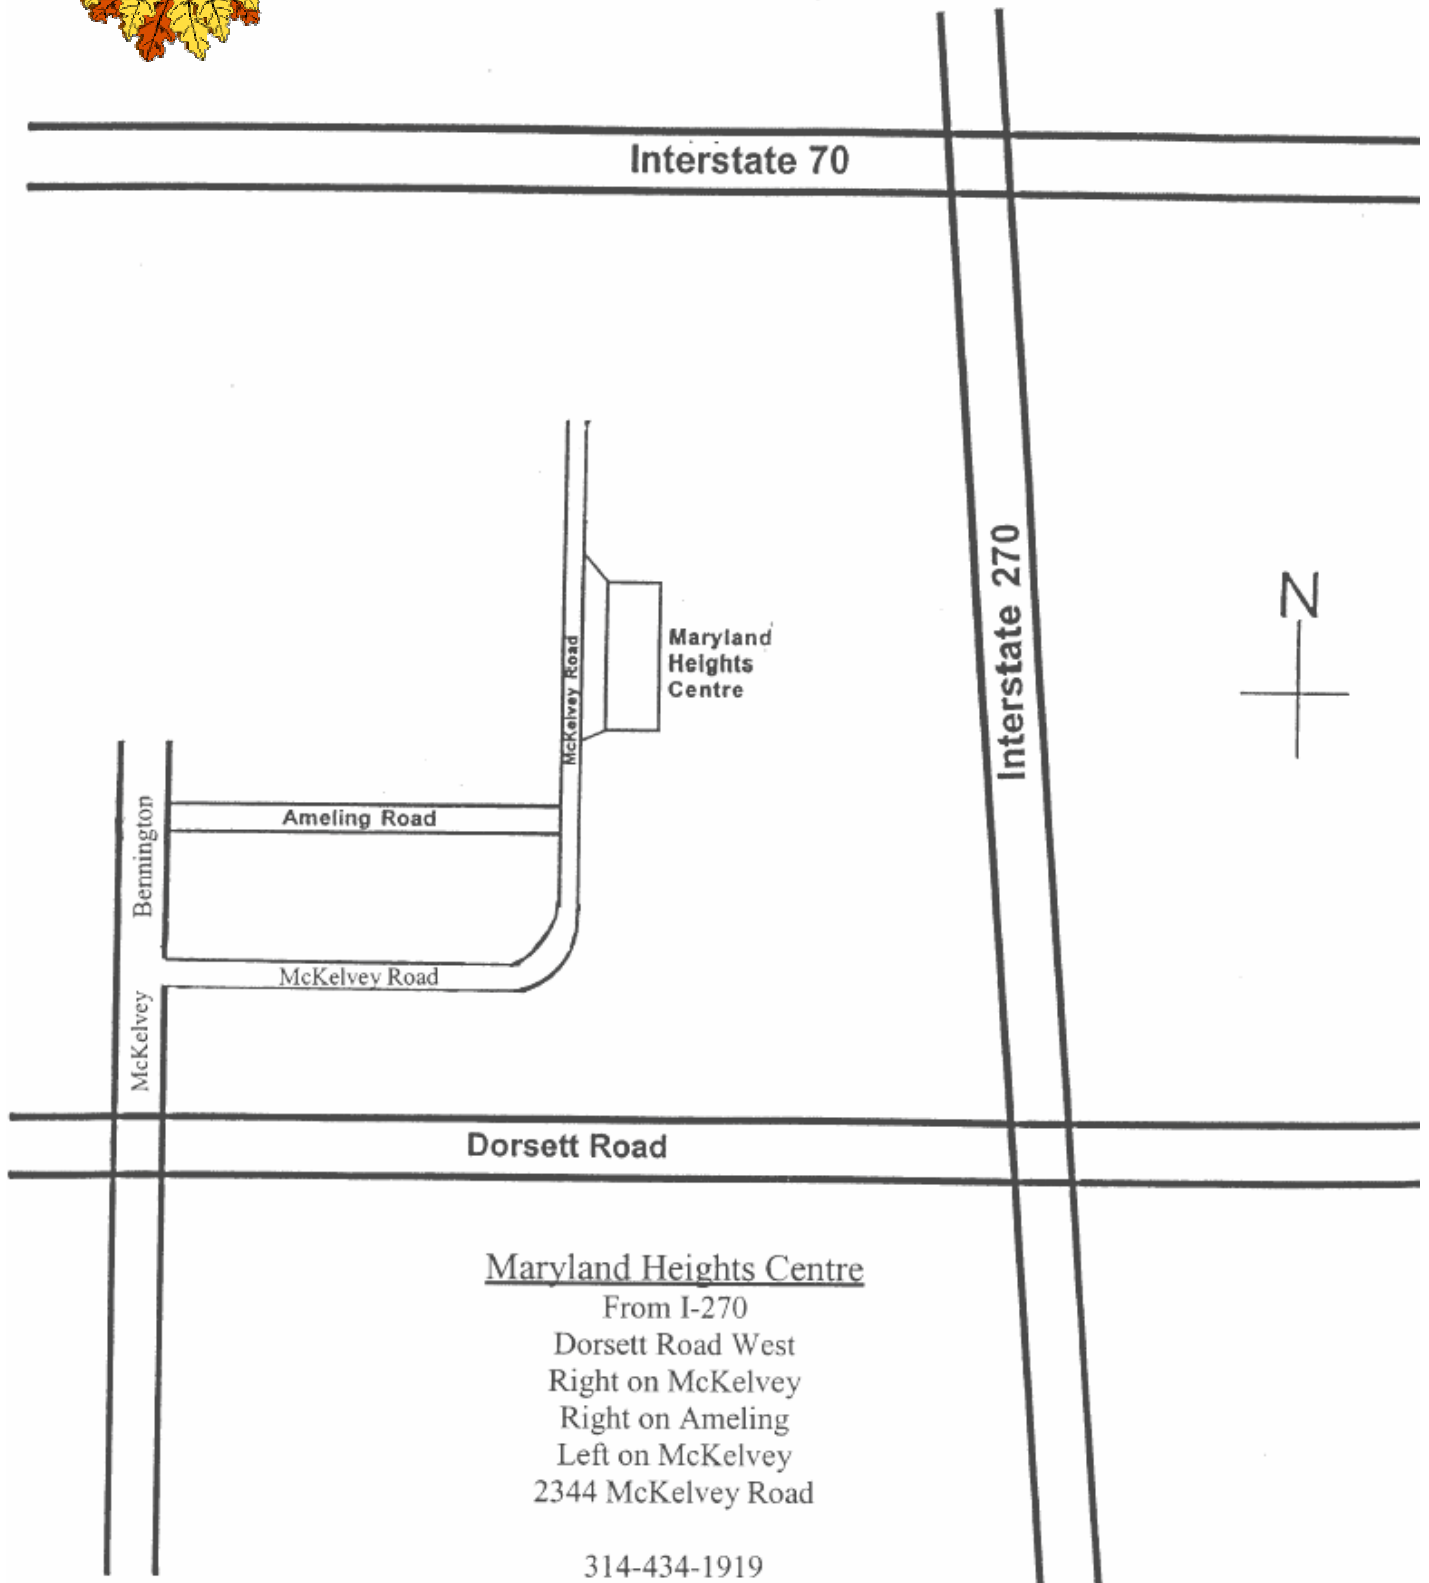 Interstate 70
Interstate 270
N
McKelvey Road
Maryland
Heights
Centre
Bennington
Ameling Road
McKelvey Road
McKelvey
Dorsett Road
Maryland Heights Centre
From I-270
Dorsett Road West
Right on McKelvey
Right on Ameling
Left on McKelvey
2344 McKelvey Road
314-434-1919